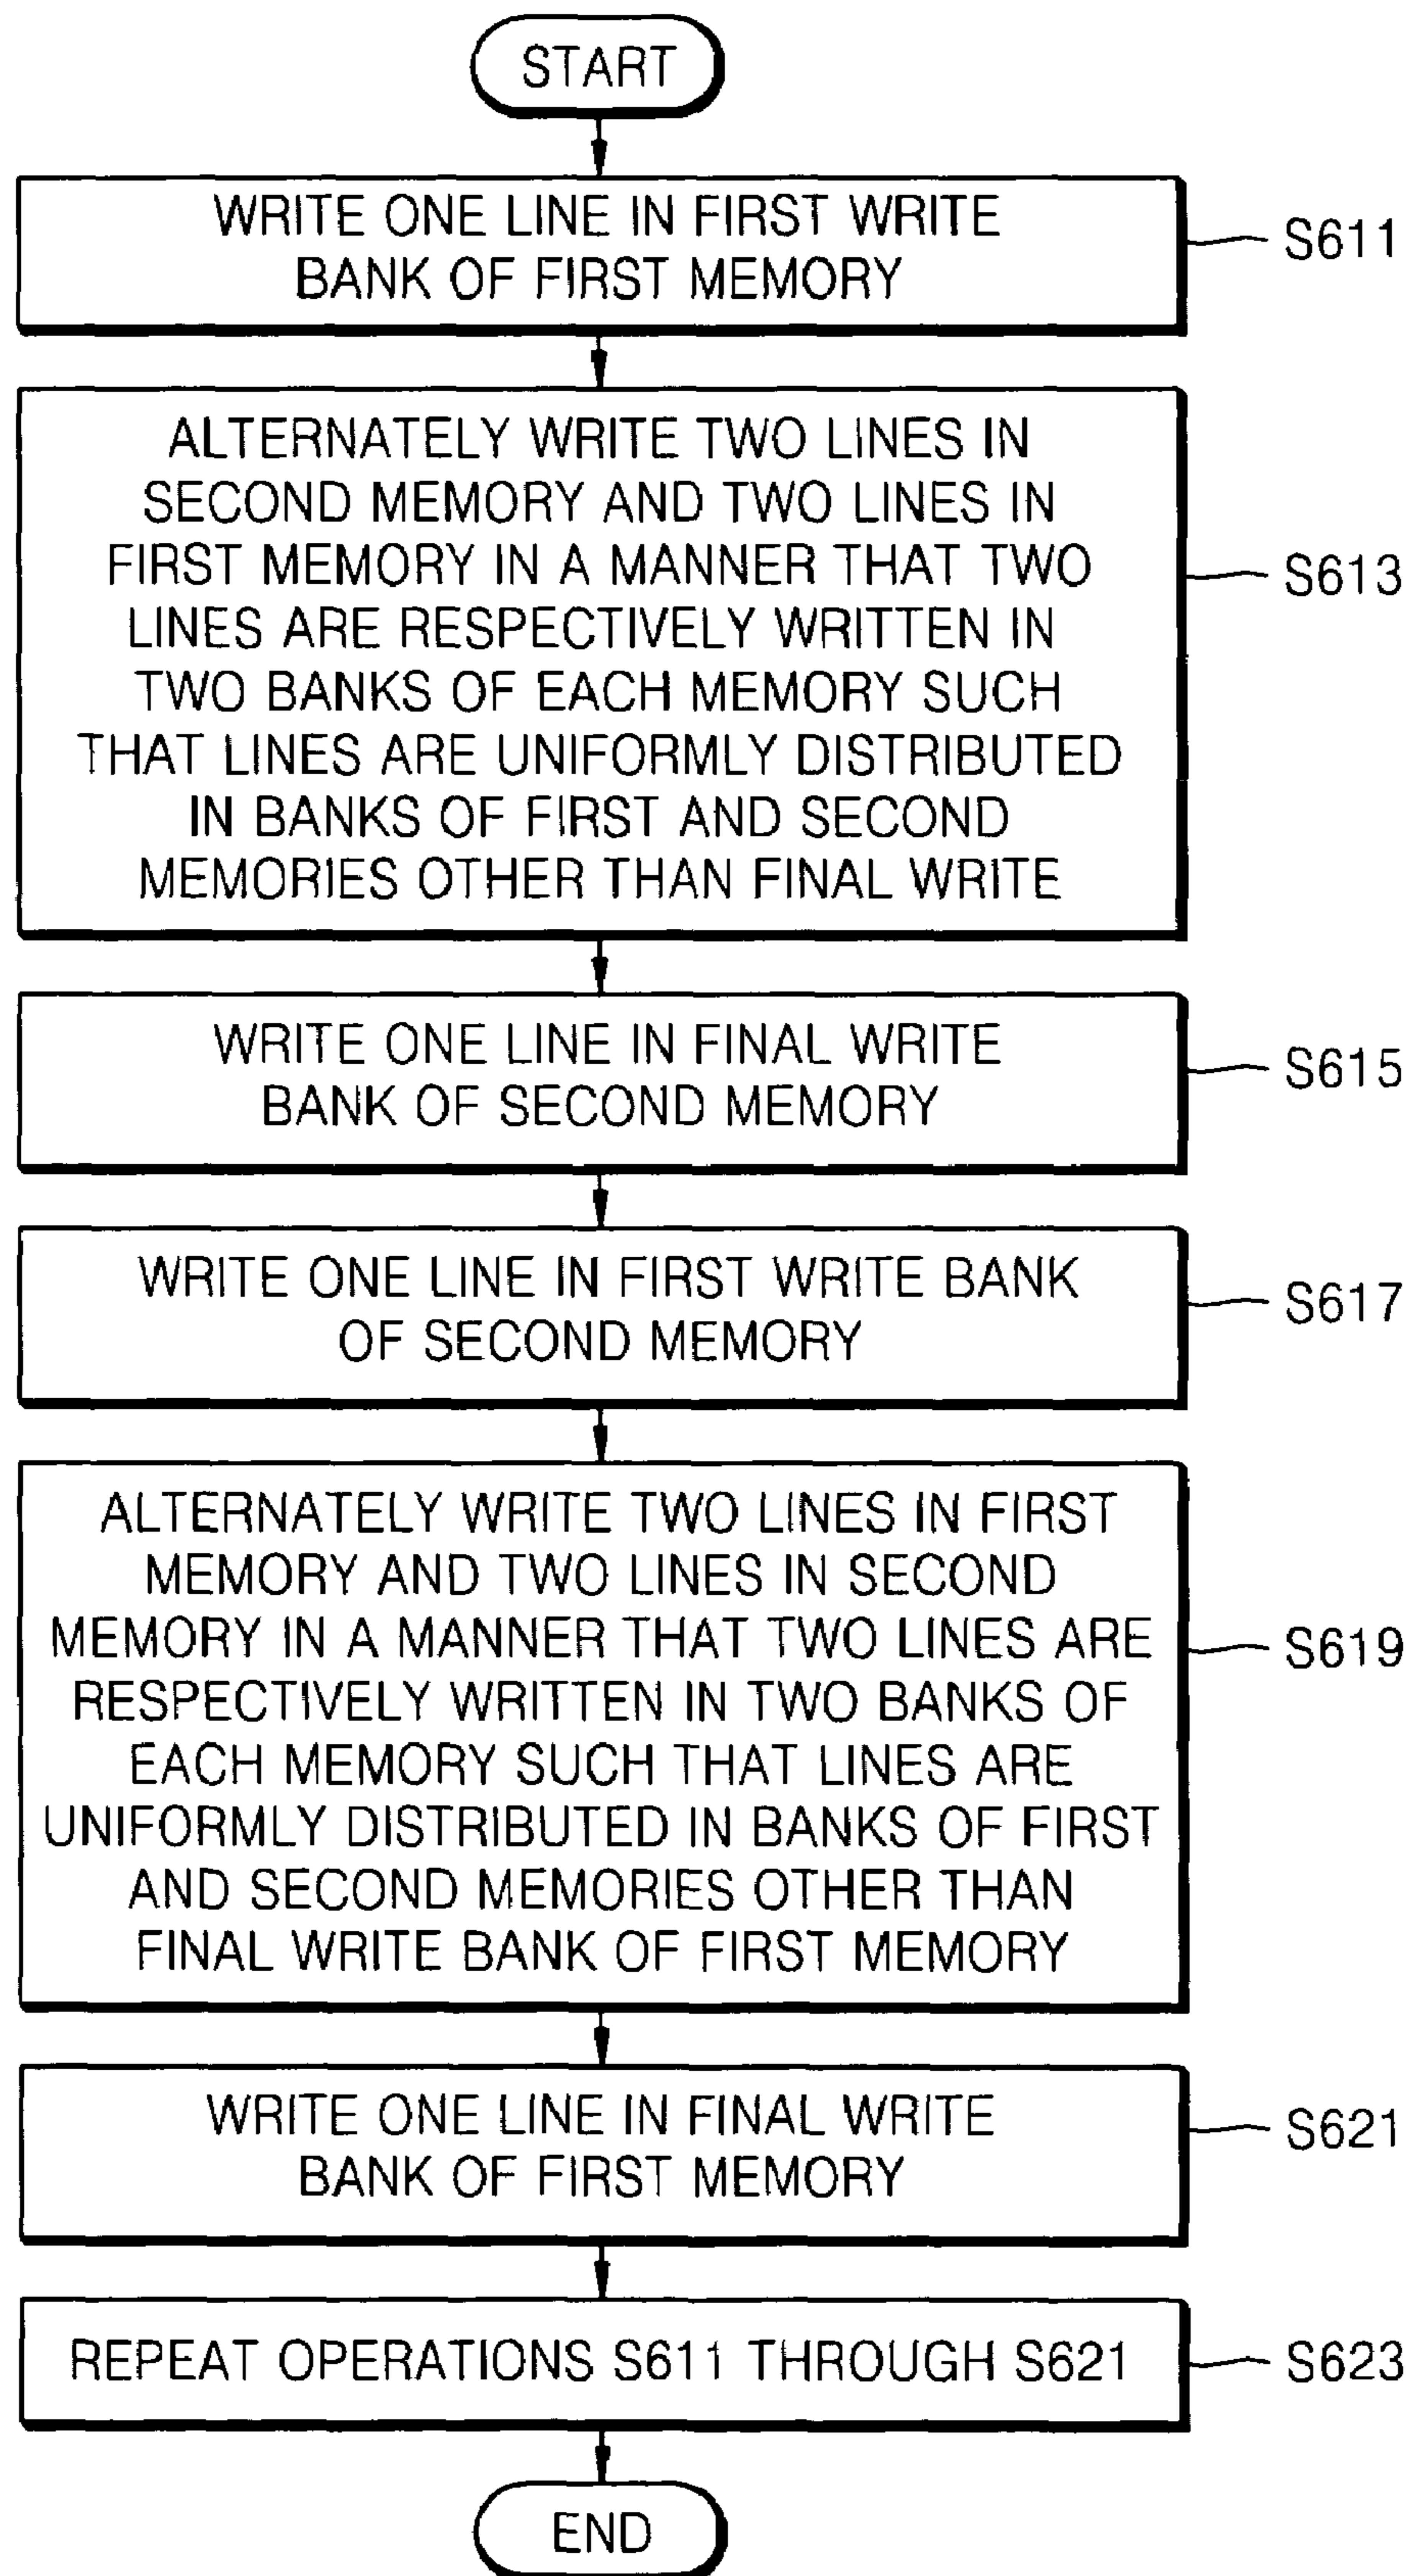 START
WRITE ONE LINE IN FIRST WRITE
BANK OF FIRST MEMORY
S611
ALTERNATELY WRITE TWO LINES IN
SECOND MEMORY AND TWO LINES IN
FIRST MEMORY IN A MANNER THAT TWO
LINES ARE RESPECTIVELY WRITTEN IN
TWO BANKS OF EACH MEMORY SUCH
THAT LINES ARE UNIFORMLY DISTRIBUTED
IN BANKS OF FIRST AND SECOND
MEMORIES OTHER THAN FINAL WRITE
S613
WRITE ONE LINE IN FINAL WRITE
BANK OF SECOND MEMORY
S615
WRITE ONE LINE IN FIRST WRITE BANK
OF SECOND MEMORY
S617
ALTERNATELY WRITE TWO LINES IN FIRST
MEMORY AND TWO LINES IN SECOND
MEMORY IN A MANNER THAT TWO LINES ARE
RESPECTIVELY WRITTEN IN TWO BANKS OF
EACH MEMORY SUCH THAT LINES ARE
UNIFORMLY DISTRIBUTED IN BANKS OF FIRST
AND SECOND MEMORIES OTHER THAN
FINAL WRITE BANK OF FIRST MEMORY
S619
WRITE ONE LINE IN FINAL WRITE
BANK OF FIRST MEMORY
S621
REPEAT OPERATIONS S611 THROUGH S621
S623
END